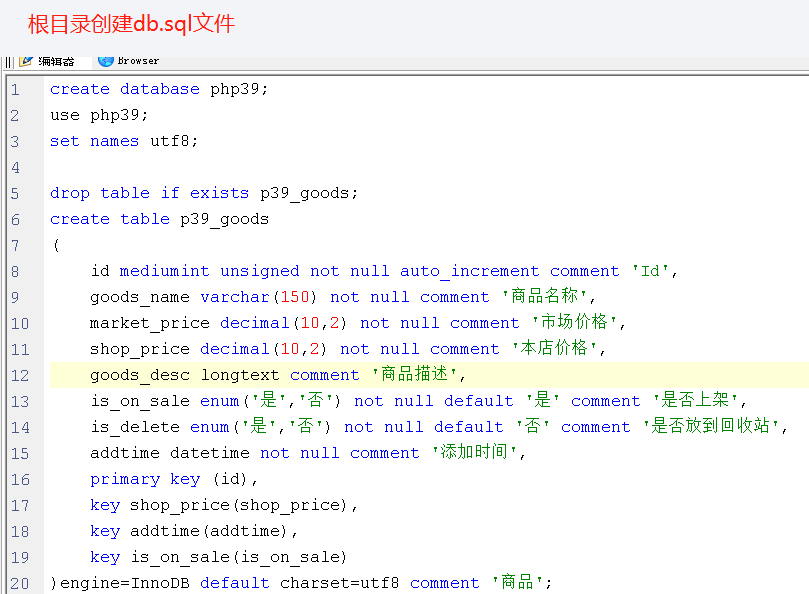 根目录创建db.sql文件
编辑器 Browser
1 create database php39;
2 use php39;
3 set names utf8;
4
5 drop table if exists p39_goods;
6 create table p39_goods
7 (
8 id mediumint unsigned not null auto_increment comment 'Id',
9 goods_name varchar(150) not null comment '商品名称',
10 market_price decimal(10,2) not null comment '市场价格',
11 shop_price decimal(10,2) not null comment '本店价格',
12 goods_desc longtext comment '商品描述',
13 is_on_sale enum('是','否') not null default '是' comment '是否上架',
14 is_delete enum('是','否') not null default '否' comment '是否放到回收站',
15 addtime datetime not null comment '添加时间',
16 primary key (id),
17 key shop_price(shop_price),
18 key addtime(addtime),
19 key is_on_sale(is_on_sale)
20 )engine=InnoDB default charset=utf8 comment '商品';